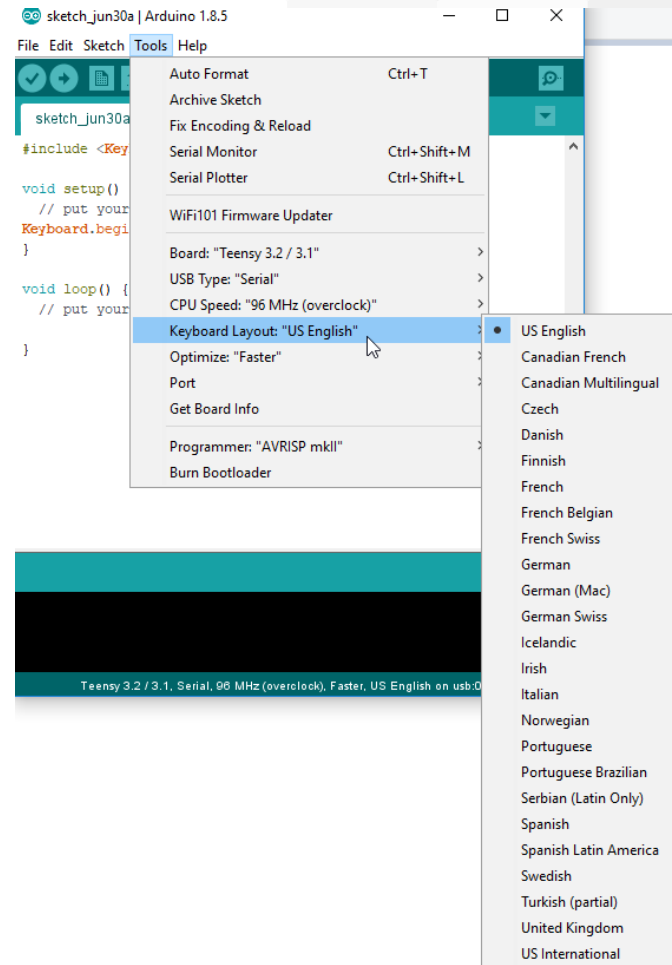 sketch_jun30a | Arduino 1.8.5
File Edit Sketch Tools Help
sketch_jun30a
#include <Key
void setup()
// put your
Keyboard.begi
}
void loop() {
// put your
}
Auto Format Ctrl+T
Archive Sketch
Fix Encoding & Reload
Serial Monitor Ctrl+Shift+M
Serial Plotter Ctrl+Shift+L
WiFi101 Firmware Updater
Board: "Teensy 3.2 / 3.1"
USB Type: "Serial"
CPU Speed: "96 MHz (overclock)"
Keyboard Layout: "US English"
Optimize: "Faster"
Port
Get Board Info
Programmer: "AVRISP mkII"
Burn Bootloader
US English
Canadian French
Canadian Multilingual
Czech
Danish
Finnish
French
French Belgian
French Swiss
German
German (Mac)
German Swiss
Icelandic
Irish
Italian
Norwegian
Portuguese
Portuguese Brazilian
Serbian (Latin Only)
Spanish
Spanish Latin America
Swedish
Turkish (partial)
United Kingdom
US International
Teensy 3.2 / 3.1, Serial, 96 MHz (overclock), Faster, US English on usb:0